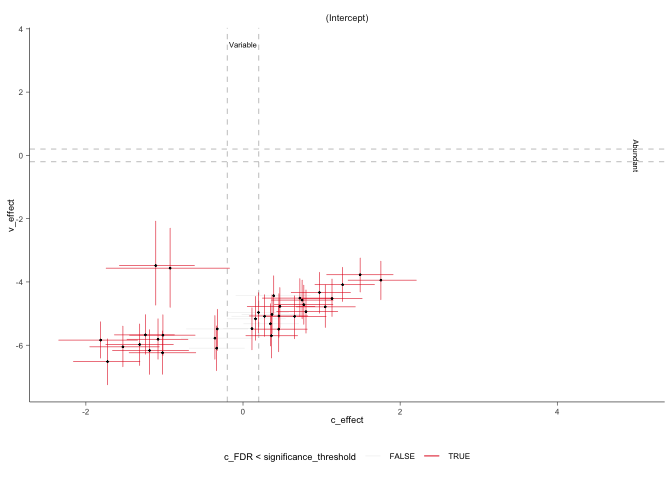 (Intercept)
Variable
Abundant
v_effect
4
2
0
-2
-4
-6
-2
0
2
4
c_effect
c_FDR < significance_threshold
FALSE
TRUE